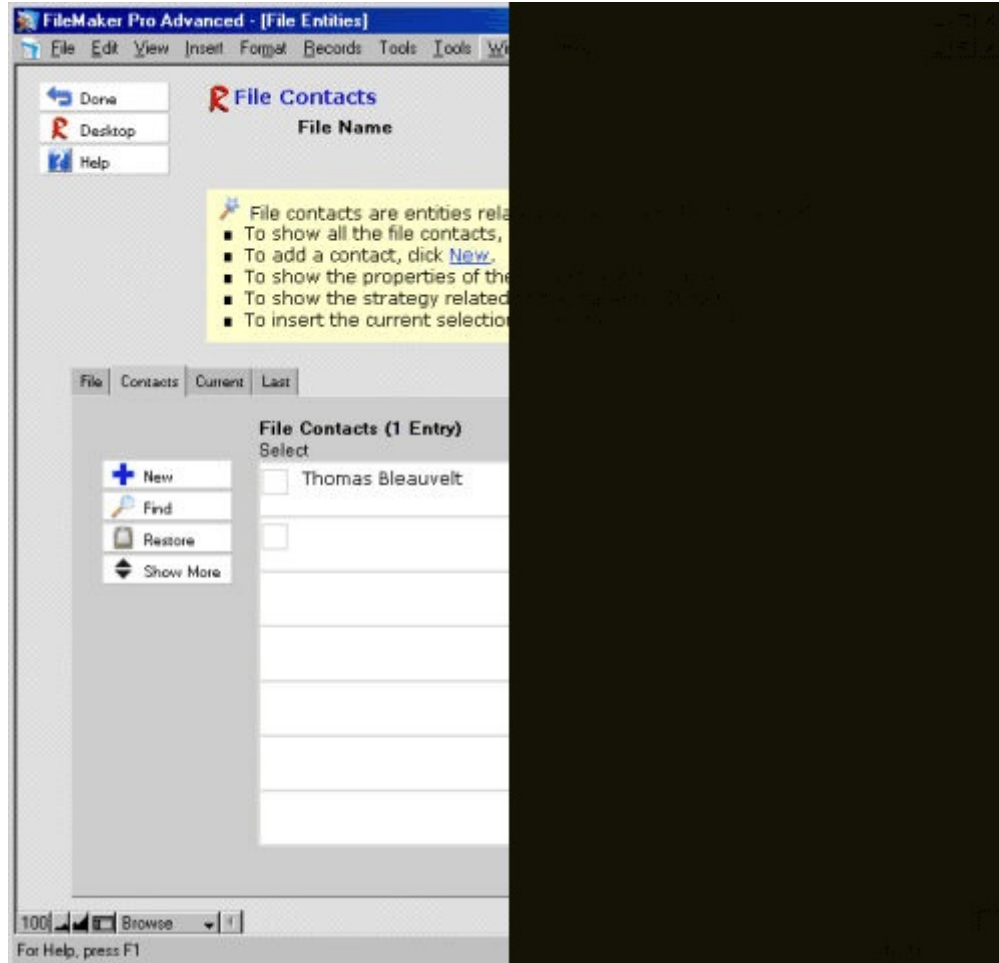 FileMaker Pro Advanced - [File Entities]
File Edit View Insert Format Records Tools Tools
Done
File Contacts
Desktop
File Name
Help
File contacts are entities
To show all the file contacts,
To add a contact, click New.
To show the properties of the
To show the strategy related
To insert the current
File Contacts Current Last
File Contacts (1 Entry)
Select
New
Thomas Bleauvelt
Find
Restore
Show More
100 Browse
For Help, press F1